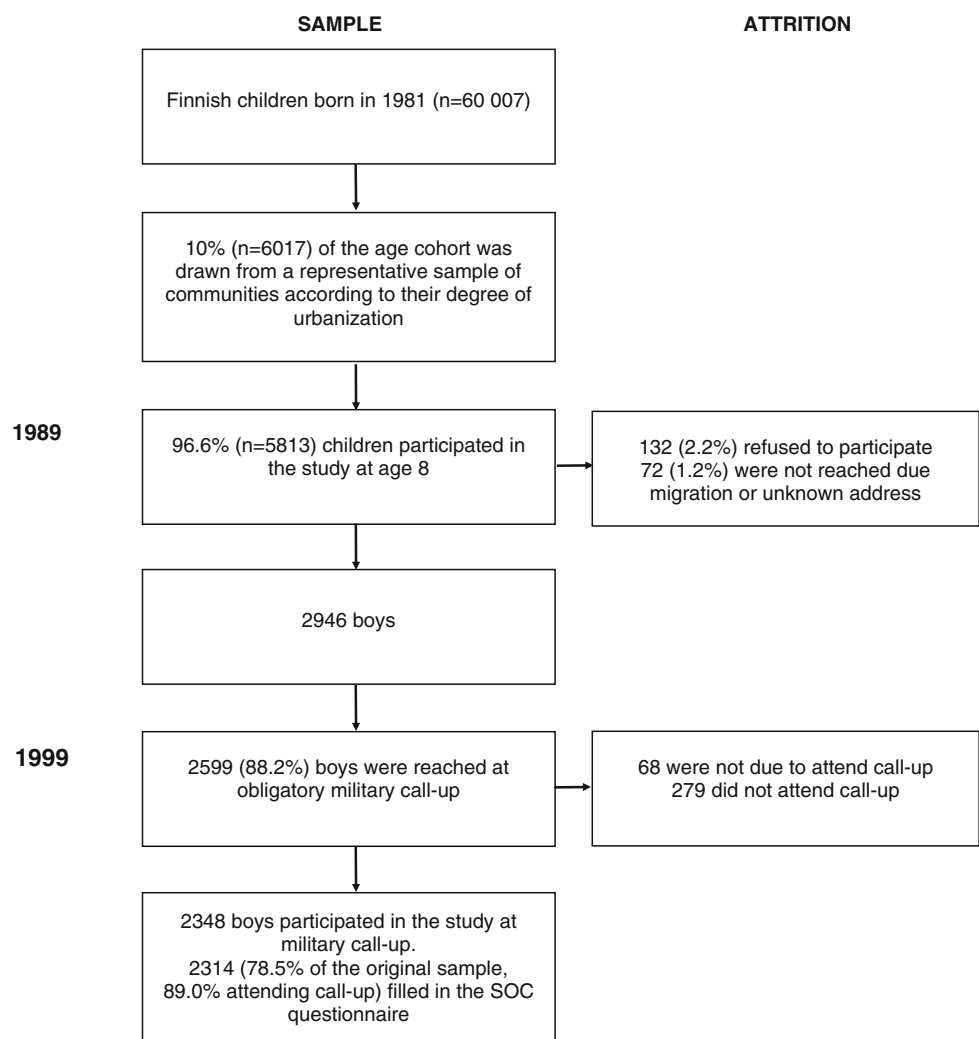 SAMPLE
ATTRITION
Finnish children born in 1981 (n=60 007)
10% (n=6017) of the age cohort was
drawn from a representative sample of
communities according to their degree of
urbanization
1989
96.6% (n=5813) children participated in
the study at age 8
132 (2.2%) refused to participate
72 (1.2%) were not reached due
migration or unknown address
2946 boys
1999
2599 (88.2%) boys were reached at
obligatory military call-up
68 were not due to attend call-up
279 did not attend call-up
2348 boys participated in the study at
military call-up.
2314 (78.5% of the original sample,
89.0% attending call-up) filled in the SOC
questionnaire